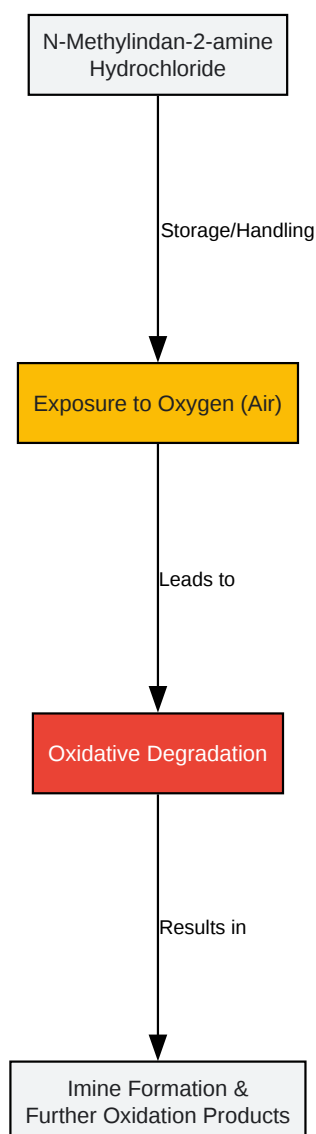 N-Methylindan-2-amine
Hydrochloride
Storage/Handling
Exposure to Oxygen (Air)
Leads to
Oxidative Degradation
Results in
Imine Formation &
Further Oxidation Products